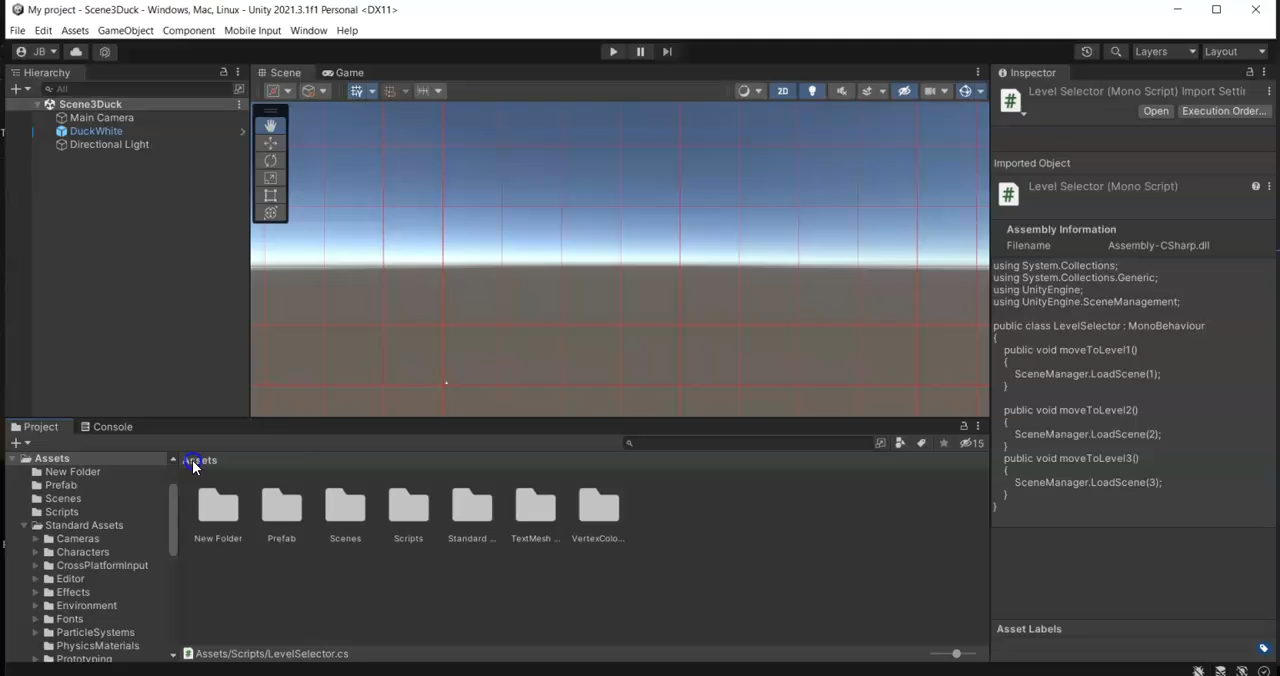 My project - Scene3Duck - Windows, Mac, Linux - Unity 2021.3.1f1 Personal <DX11>
File Edit Assets GameObject Component Mobile Input Window Help
JB Layers Layout
Hierarchy
All
Scene3Duck
Main Camera
DuckWhite
Directional Light
Scene Game
2D
Inspector
Level Selector (Mono Script) Import Settir
Open Execution Order...
Imported Object
Level Selector (Mono Script)
Assembly Information
Filename Assembly-CSharp.dll
using System.Collections;
using System.Collections.Generic;
using UnityEngine;
using UnityEngine.SceneManagement;
public class LevelSelector : MonoBehaviour
{
public void moveToLevel1()
{
SceneManager.LoadScene(1);
}
public void moveToLevel2()
{
SceneManager.LoadScene(2);
}
public void moveToLevel3()
{
SceneManager.LoadScene(3);
}
}
Asset Labels
Project Console
15
Assets
New Folder
Prefab
Scenes
Scripts
Standard Assets
Cameras
Characters
CrossPlatformInput
Editor
Effects
Environment
Fonts
ParticleSystems
PhysicsMaterials
Prototyping
Assets
New Folder Prefab Scenes Scripts Standard ... TextMesh ... VertexColo...
Assets/Scripts/LevelSelector.cs